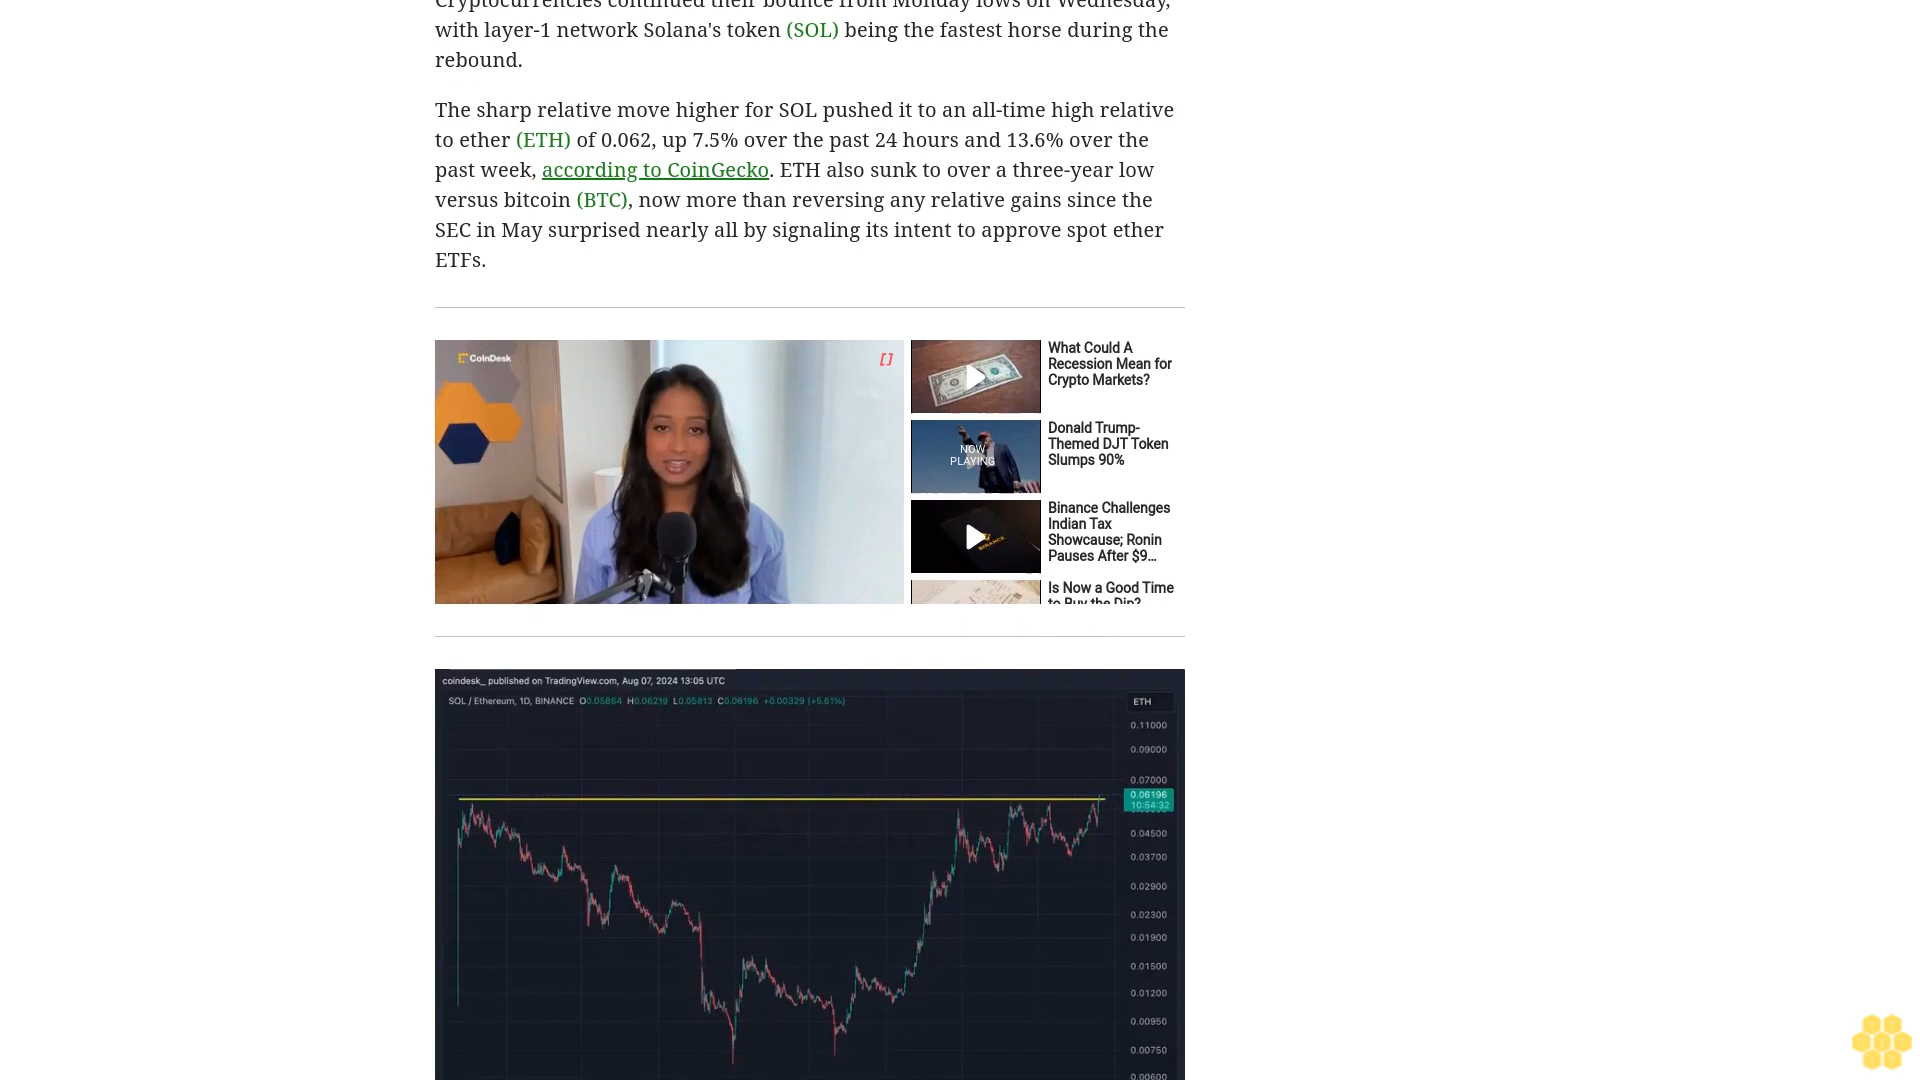 Cryptocurrencies continued their bounce from Monday lows on Wednesday,
with layer-1 network Solana's token (SOL) being the fastest horse during the
rebound.
The sharp relative move higher for SOL pushed it to an all-time high relative
to ether (ETH) of 0.062, up 7.5% over the past 24 hours and 13.6% over the
past week, according to CoinGecko. ETH also sunk to over a three-year low
versus bitcoin (BTC), now more than reversing any relative gains since the
SEC in May surprised nearly all by signaling its intent to approve spot ether
ETFs.
CoinDesk
What Could A
Recession Mean for
Crypto Markets?
NOW
PLAYING
Donald Trump-
Themed DJT Token
Slumps 90%
BINANCE
Binance Challenges
Indian Tax
Showcause; Ronin
Pauses After $9...
Is Now a Good Time
to Buy the Dip?
coindesk_ published on TradingView.com, Aug 07, 2024 13:05 UTC
SOL / Ethereum, 1D, BINANCE O0.05864 H0.06219 L0.05813 C0.06196 +0.00329 (+5.61%)
ETH
0.11000
0.09000
0.07000
0.06196
10:54:32
0.04500
0.03700
0.02900
0.02300
0.01900
0.01500
0.01200
0.00950
0.00750
0.00600